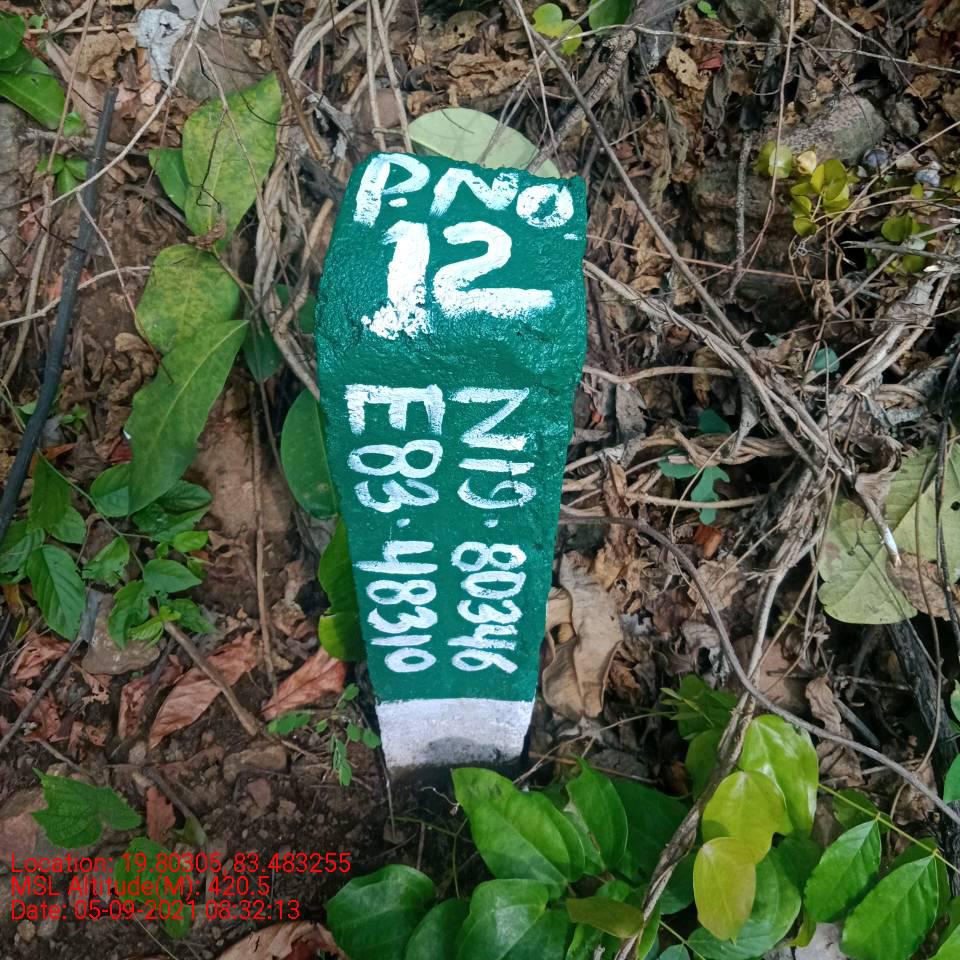 P. No.
12
N19.80346
E83.48310
Location: 19.80305, 83.483255
MSL Altitude(M): 420.5
Date: 05-09-2021 08:32:13